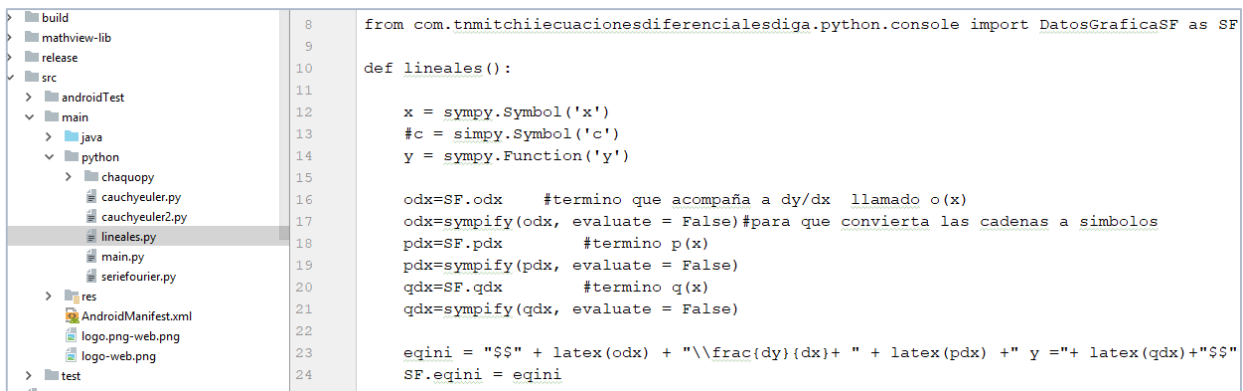 build
mathview-lib
release
src
androidTest
main
java
python
chaquopy
cauchyeuler.py
cauchyeuler2.py
lineales.py
main.py
seriefourier.py
res
AndroidManifest.xml
logo.png-web.png
logo-web.png
test
8 from com.tnmitchiiecuacionesdiferencialesdiga.python.console import DatosGraficaSF as SF
9
10 def lineales():
11
12 x = sympy.Symbol('x')
13 #c = simpy.Symbol('c')
14 y = sympy.Function('y')
15
16 odx=SF.odx #termino que acompaña a dy/dx llamado o(x)
17 odx=sympify(odx, evaluate = False)#para que convierta las cadenas a simbolos
18 pdx=SF.pdx #termino p(x)
19 pdx=sympify(pdx, evaluate = False)
20 qdx=SF.qdx #termino q(x)
21 qdx=sympify(qdx, evaluate = False)
22
23 eqini = "$$" + latex(odx) + "\\frac{dy}{dx}+ " + latex(pdx) +" y ="+ latex(qdx)+"$$"
24 SF.eqini = eqini